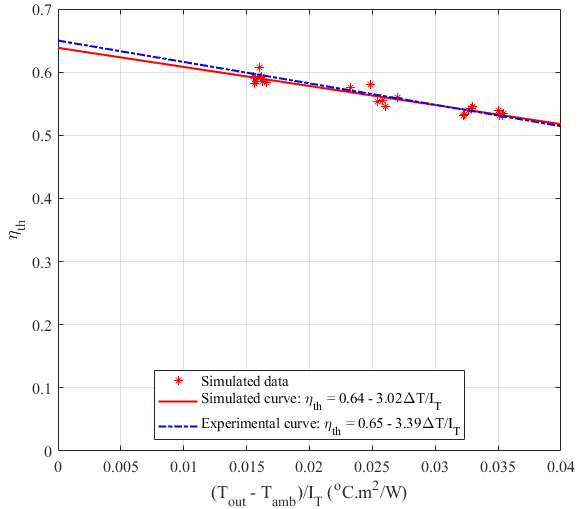 0.7
0.6
0.5
0.4
0.3
0.2
0.1
0
η_th
Simulated data
Simulated curve: η_th = 0.64 - 3.02ΔT/I_T
Experimental curve: η_th = 0.65 - 3.39ΔT/I_T
0 0.005 0.01 0.015 0.02 0.025 0.03 0.035 0.04
(T_out - T_amb)/I_T (°C.m²/W)